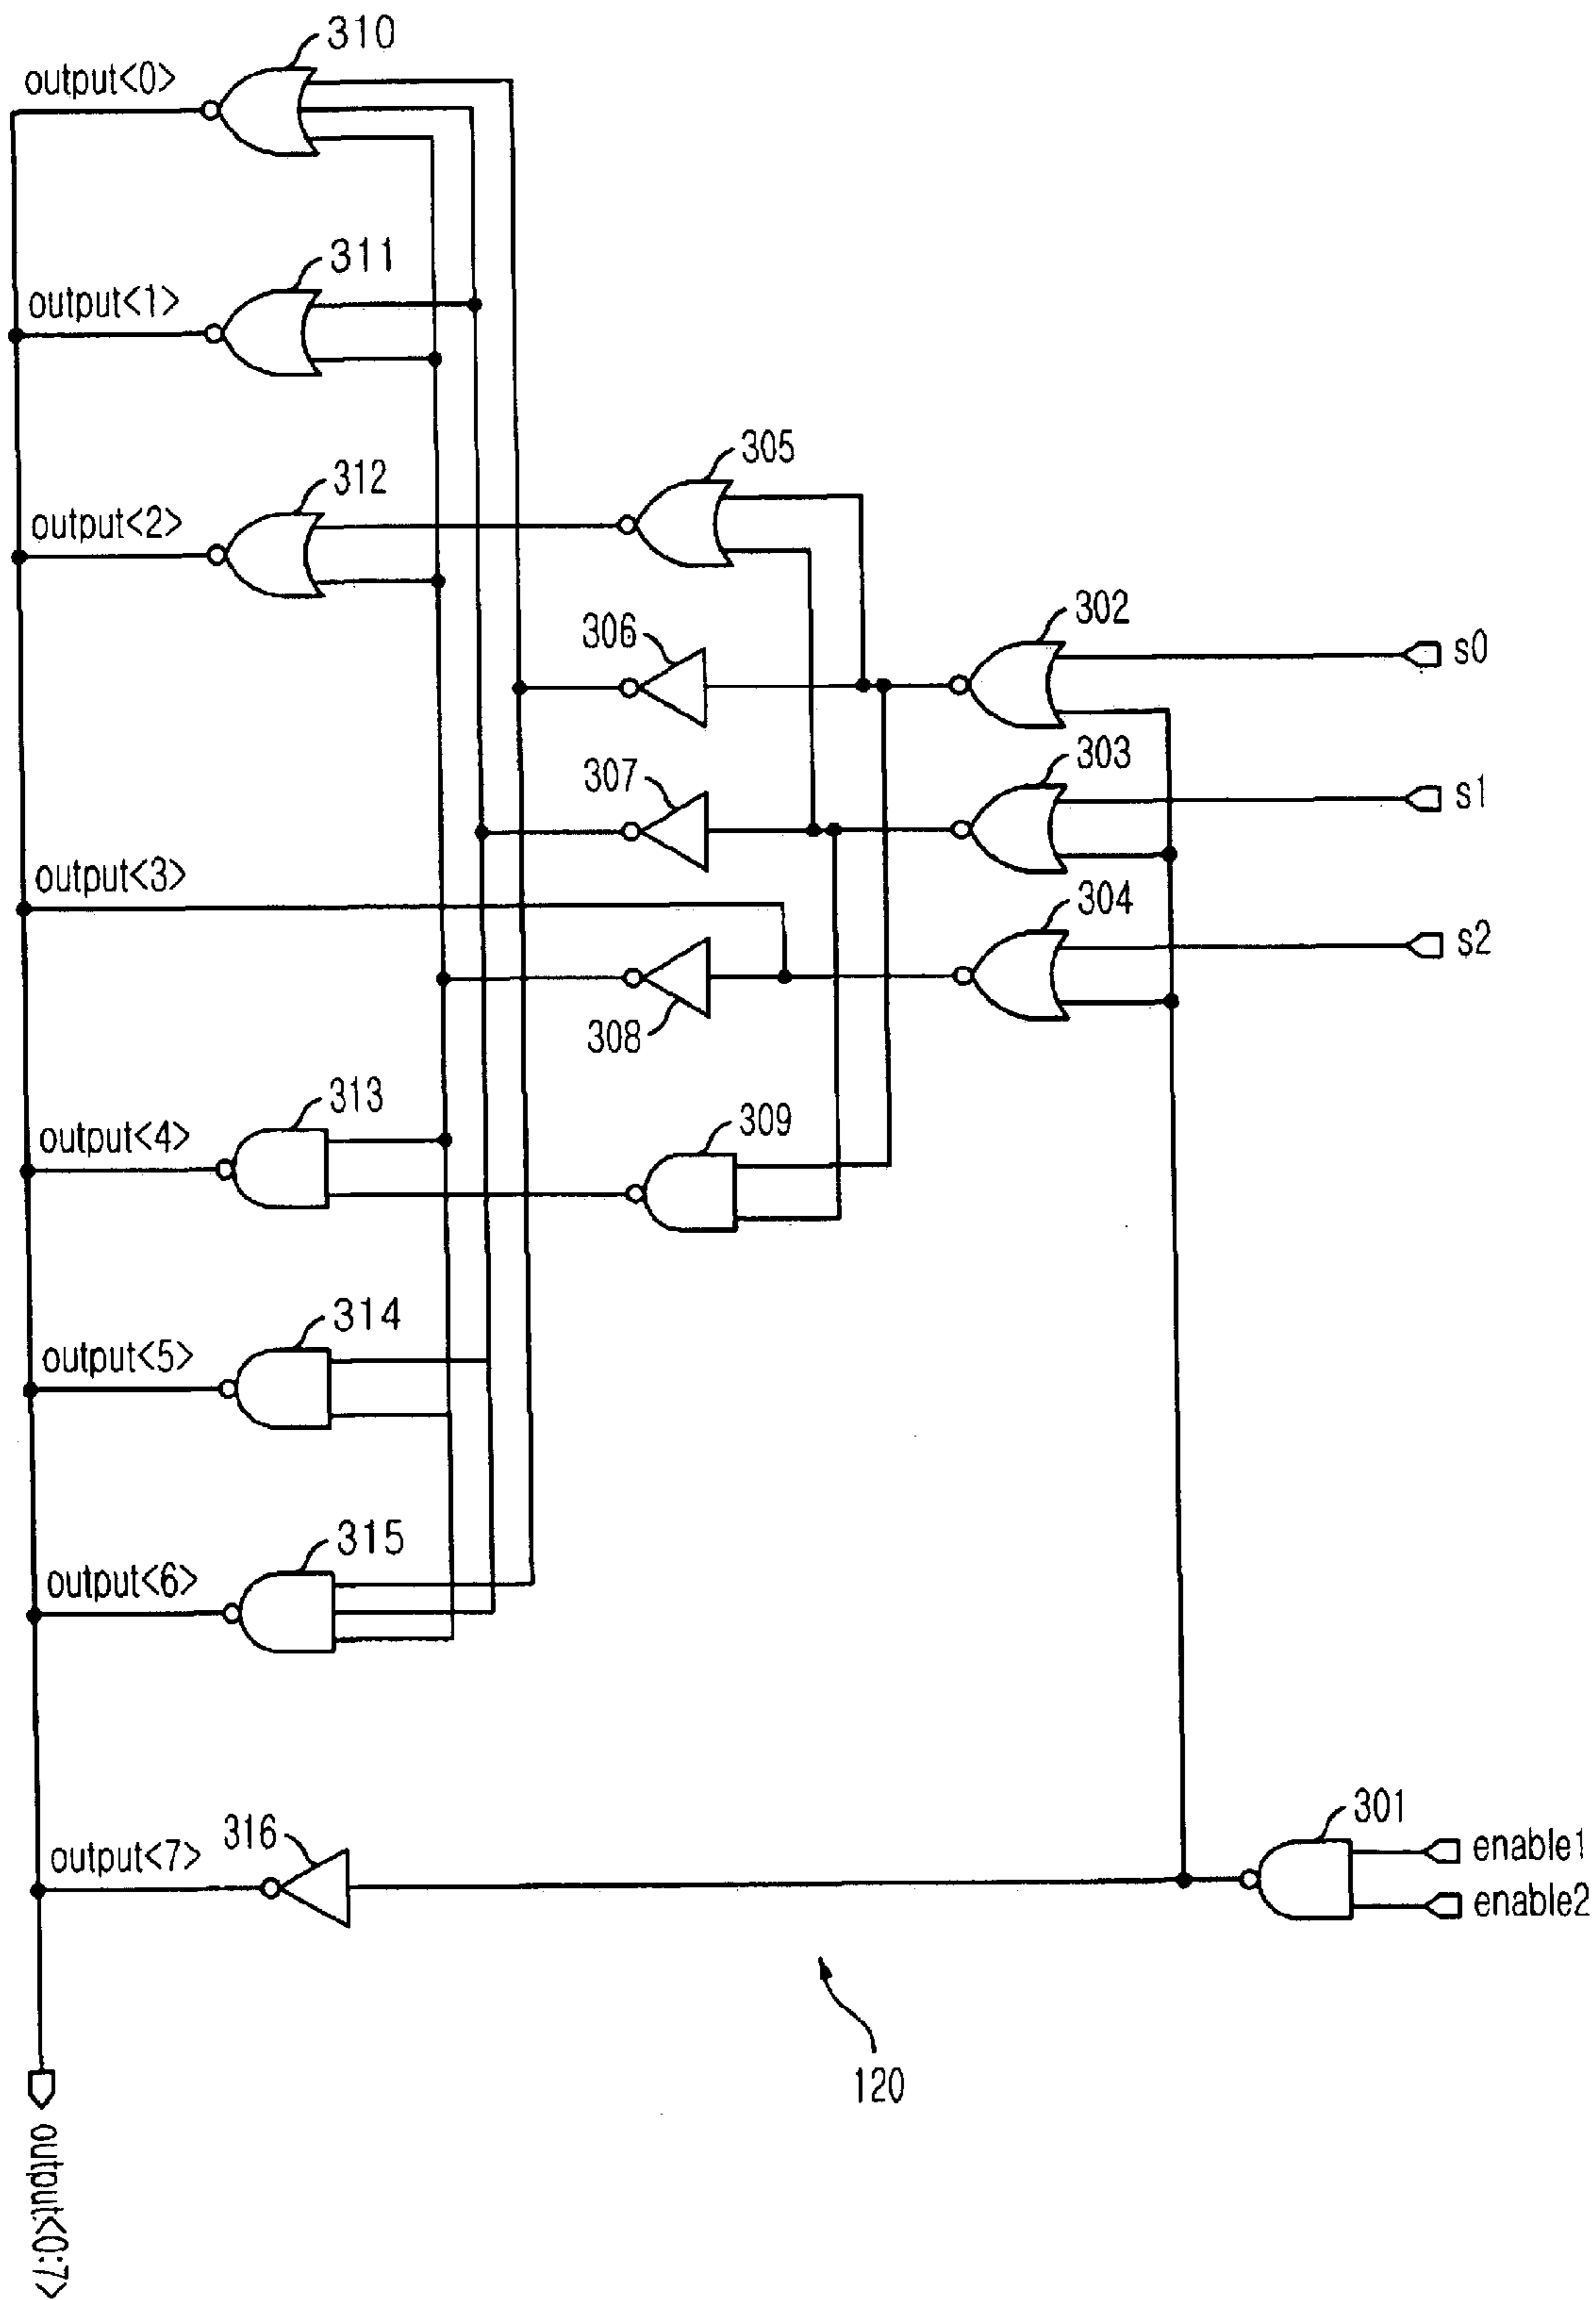 310
output<0>
311
output<1>
305
312
output<2>
302
306
s0
303
307
s1
output<3>
304
s2
308
313
309
output<4>
314
output<5>
315
output<6>
301
316
enable1
output<7>
enable2
120
output<0:7>